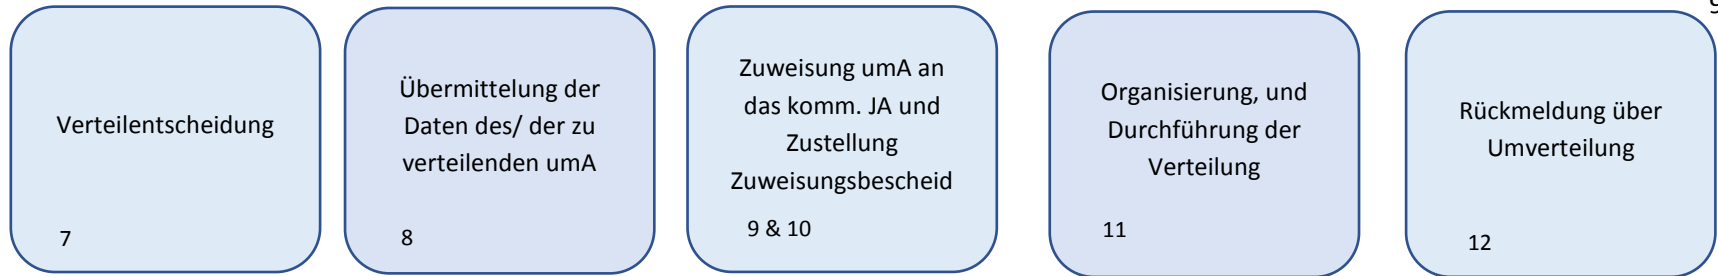 9
Verteilentscheidung
7
Übermittelung der
Daten des/ der zu
verteilenden umA
8
Zuweisung umA an
das komm. JA und
Zustellung
Zuweisungsbescheid
9 & 10
Organisierung, und
Durchführung der
Verteilung
11
Rückmeldung über
Umverteilung
12